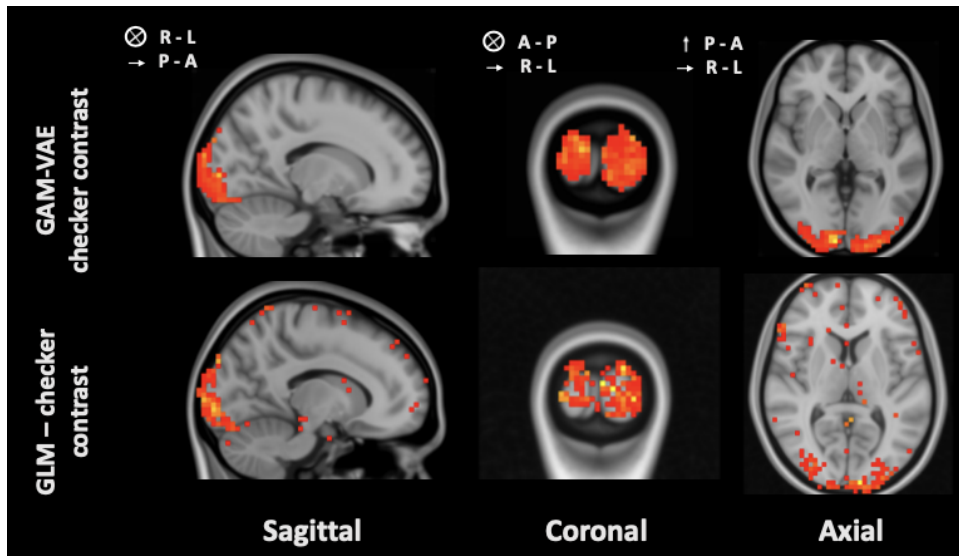 ⊗ R - L
→ P - A
⊗ A - P
→ R - L
↑ P - A
→ R - L
GAM-VAE
checker contrast
GLM – checker
contrast
Sagittal
Coronal
Axial